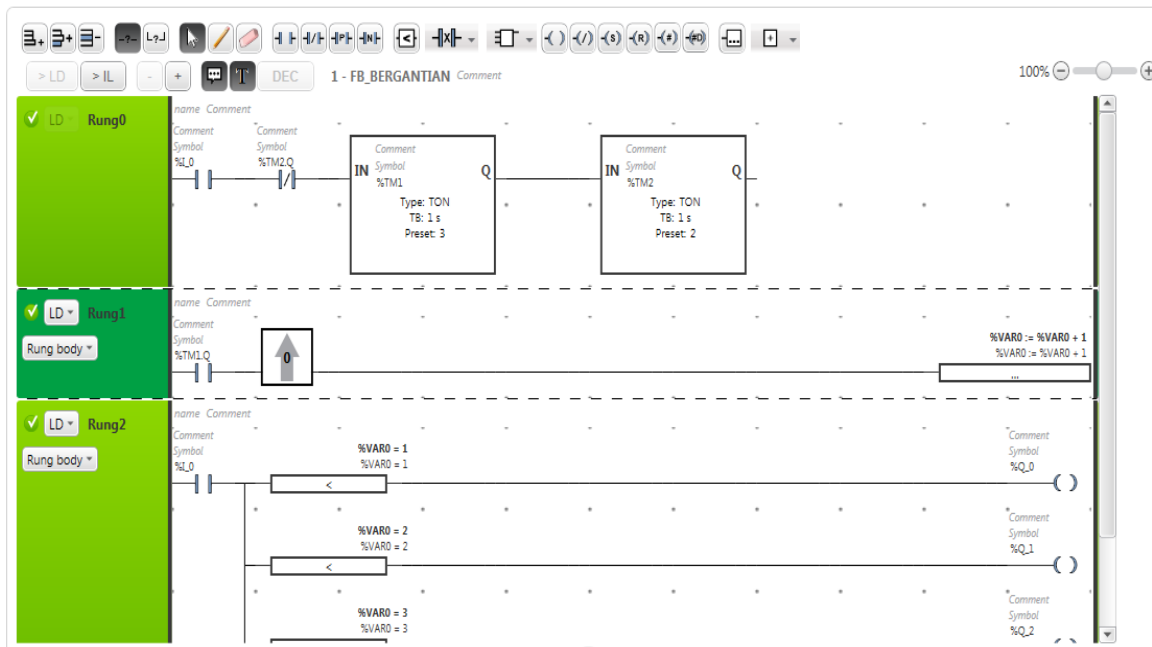 > LD > IL - + T DEC 1 - FB_BERGANTIAN Comment 100%
LD Rung0
name Comment
Comment Comment
Symbol Symbol
%I_0 %TM2.Q
Comment
IN Symbol Q
%TM1
Type: TON
TB: 1 s
Preset: 3
Comment
IN Symbol Q
%TM2
Type: TON
TB: 1 s
Preset: 2
LD Rung1
Rung body
name Comment
Comment
Symbol
%TM1.Q
0
%VAR0 := %VAR0 + 1
%VAR0 := %VAR0 + 1
...
LD Rung2
Rung body
name Comment
Comment
Symbol
%I_0
%VAR0 = 1
%VAR0 = 1
<
Comment
Symbol
%Q_0
%VAR0 = 2
%VAR0 = 2
<
Comment
Symbol
%Q_1
%VAR0 = 3
%VAR0 = 3
Comment
Symbol
%Q_2